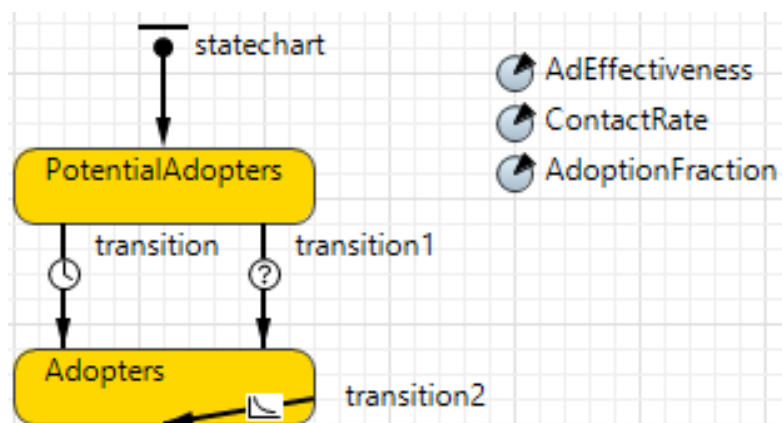 statechart
AdEffectiveness
ContactRate
PotentialAdopters
AdoptionFraction
transition
transition1
?
Adopters
transition2